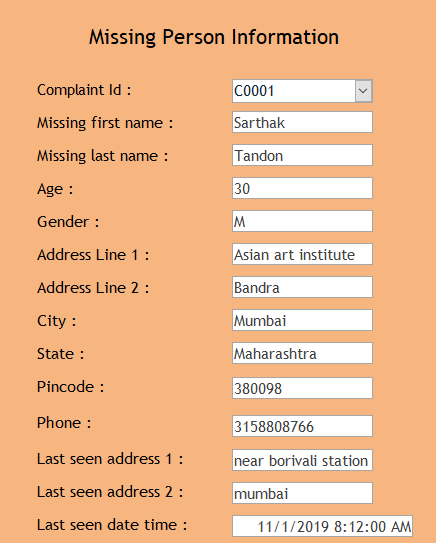 Missing Person Information
Complaint Id : C0001
Missing first name : Sarthak
Missing last name : Tandon
Age : 30
Gender : M
Address Line 1 : Asian art institute
Address Line 2 : Bandra
City : Mumbai
State : Maharashtra
Pincode : 380098
Phone : 3158808766
Last seen address 1 : near borivali station
Last seen address 2 : mumbai
Last seen date time : 11/1/2019 8:12:00 AM